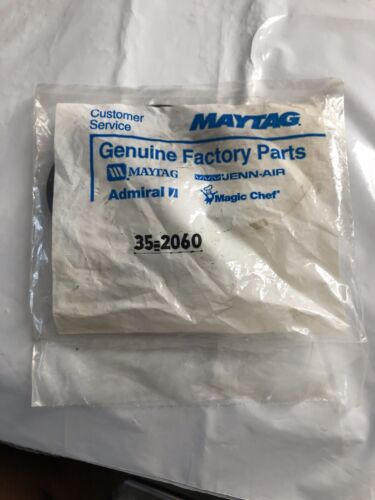 Customer
Service
MAYTAG
Genuine Factory Parts
MAYTAG JENN-AIR
Admiral Magic Chef
35-2060